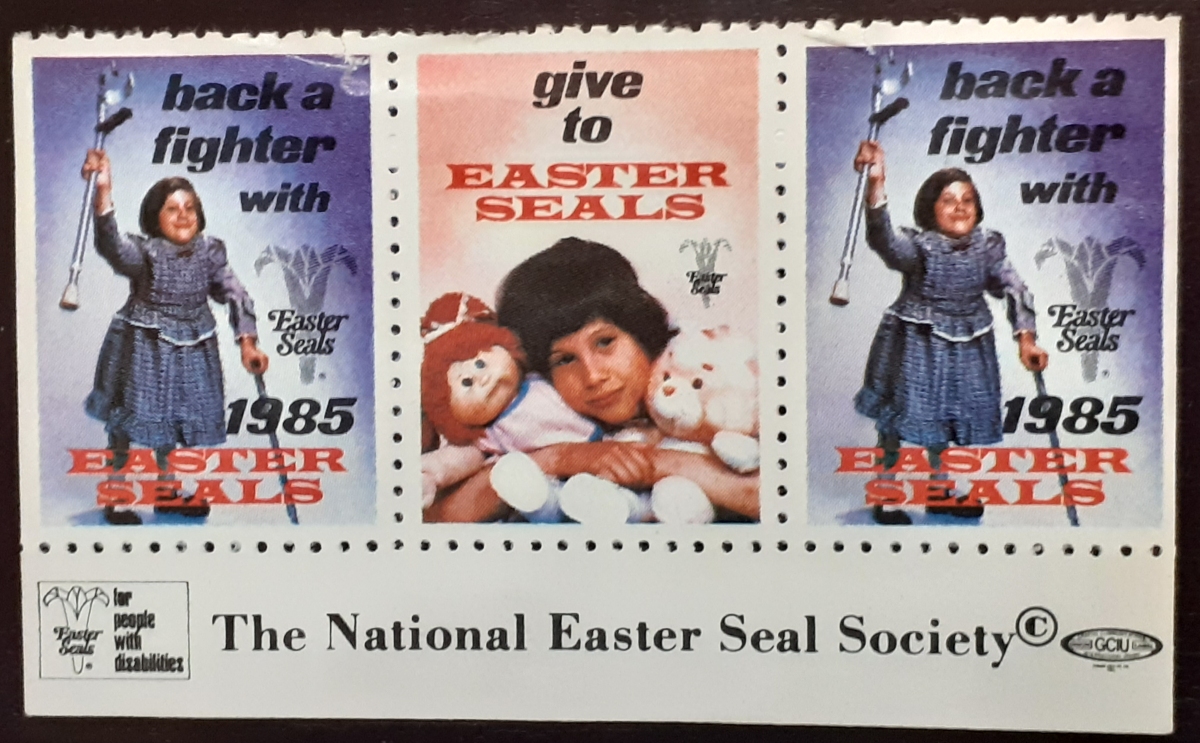 back a
fighter
with
Easter
Seals
®
1985
EASTER
SEALS
give
to
EASTER
SEALS
Easter
Seals
back a
fighter
with
Easter
Seals
®
1985
EASTER
SEALS
Easter
Seals
®
for
people
with
disabilities
The National Easter Seal Society©
GCIU